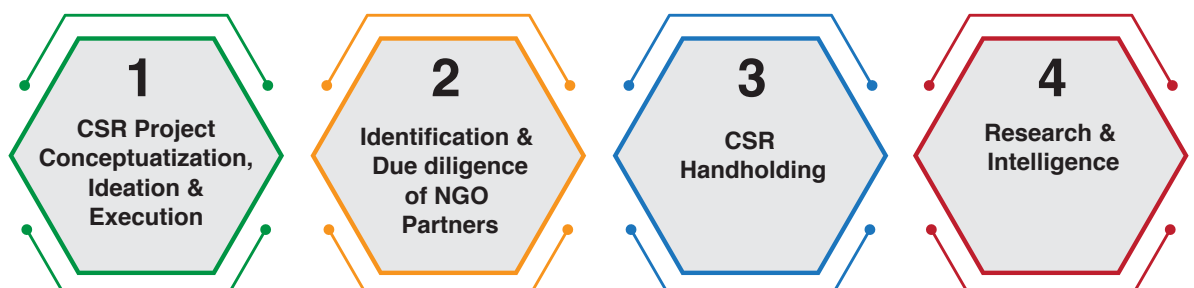 1
CSR Project
Conceptuatization,
Ideation &
Execution
2
Identification &
Due diligence
of NGO
Partners
3
CSR
Handholding
4
Research &
Intelligence